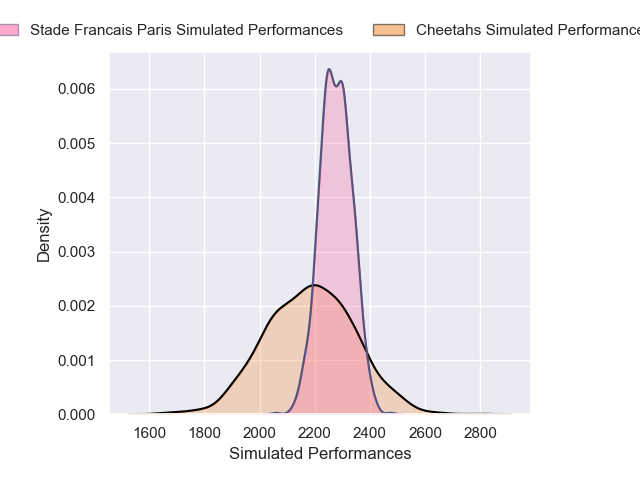 Stade Francais Paris Simulated Performances Cheetahs Simulated Performance
0.006
0.005
0.004
0.003
0.002
0.001
0.000
Density
1600 1800 2000 2200 2400 2600 2800
Simulated Performances